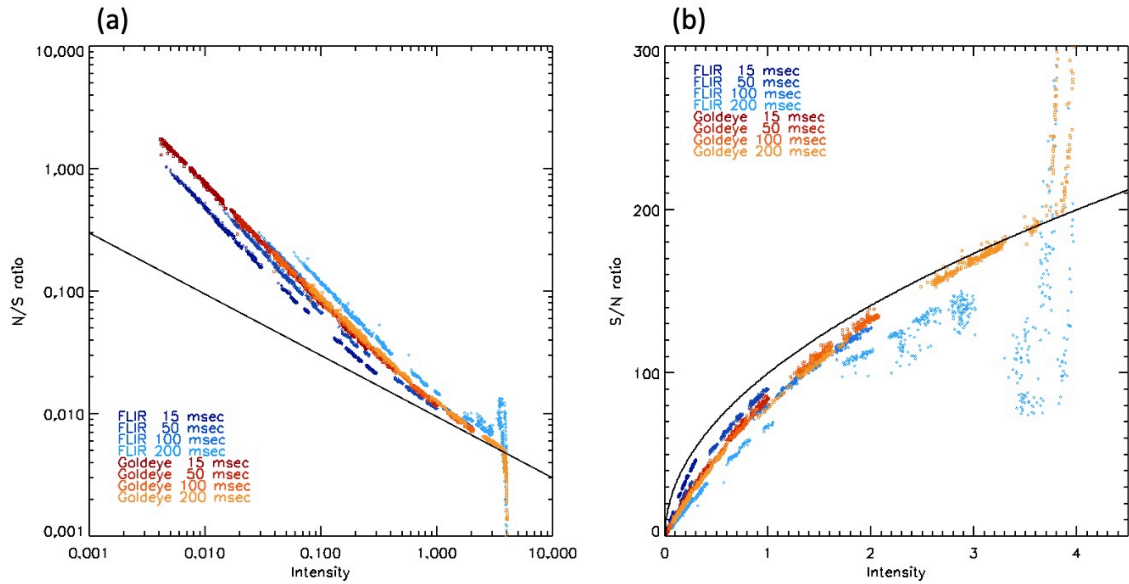 (a)
10,000
1,000
0,100
0,010
0,001
N/S ratio
FLIR 15 msec
FLIR 50 msec
FLIR 100 msec
FLIR 200 msec
Goldeye 15 msec
Goldeye 50 msec
Goldeye 100 msec
Goldeye 200 msec
0.001 0.010 0.100 1.000 10.000
Intensity
(b)
300
200
100
0
S/N ratio
FLIR 15 msec
FLIR 50 msec
FLIR 100 msec
FLIR 200 msec
Goldeye 15 msec
Goldeye 50 msec
Goldeye 100 msec
Goldeye 200 msec
0 1 2 3 4
Intensity